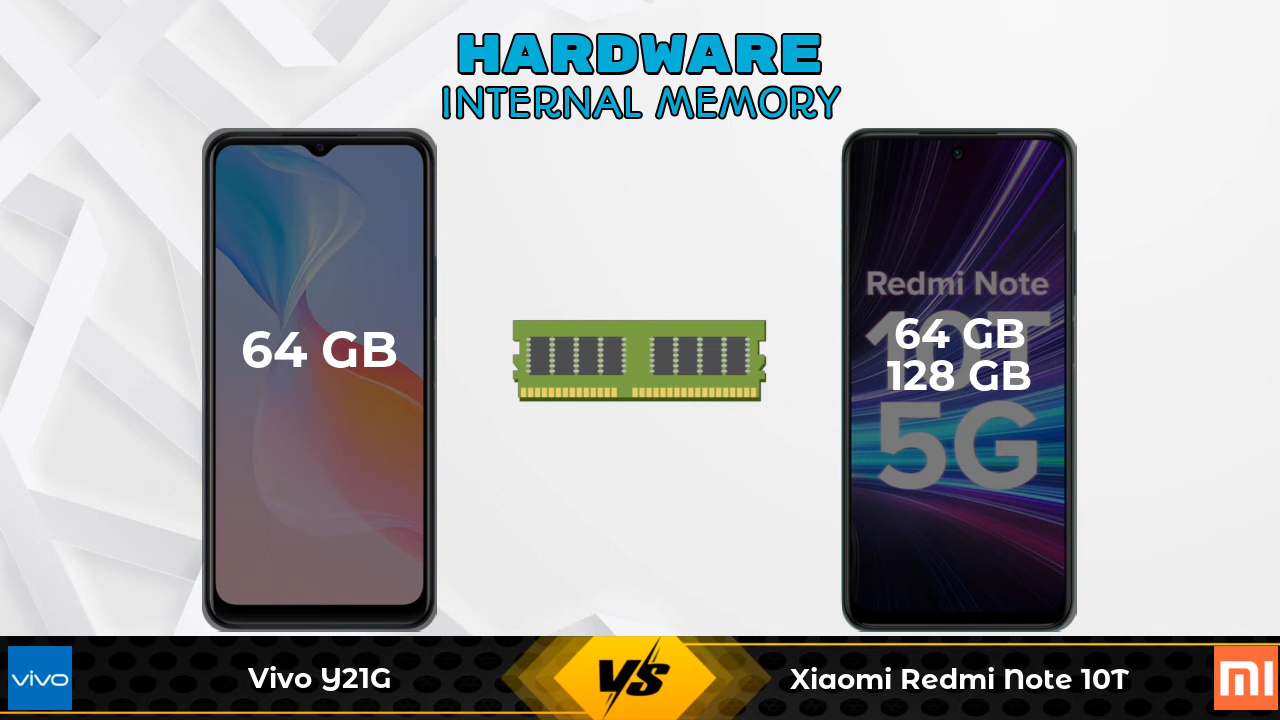 HARDWARE
INTERNAL MEMORY
64 GB
Redmi Note
10T
5G
64 GB
128 GB
vivo
Vivo Y21G
VS
Xiaomi Redmi Note 10T
mi